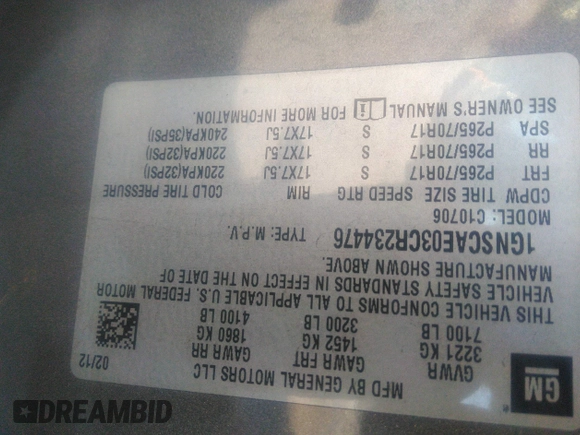 GM
MFD BY GENERAL MOTORS LLC
02/12
GVWR GAWR FRT GAWR RR
3221 KG 1452 KG 1860 KG
7100 LB 3200 LB 4100 LB
THIS VEHICLE CONFORMS TO ALL APPLICABLE U.S. FEDERAL MOTOR
VEHICLE SAFETY STANDARDS IN EFFECT ON THE DATE OF
MANUFACTURE SHOWN ABOVE.
1GNSCAE03CR234476 TYPE: M.P.V.
MODEL: C10706
CDPW TIRE SIZE SPEED RTG RIM COLD TIRE PRESSURE
FRT P265/70R17 S 17X7.5J 220KPA(32PSI)
RR P265/70R17 S 17X7.5J 220KPA(32PSI)
SPA P265/70R17 S 17X7.5J 240KPA(35PSI)
SEE OWNER'S MANUAL FOR MORE INFORMATION.
DREAMBID